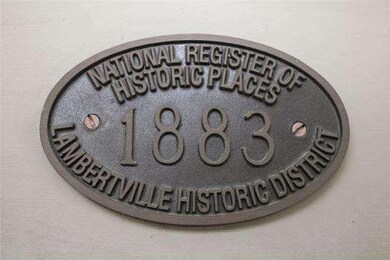 NATIONAL REGISTER OF
HISTORIC PLACES
1883
LAMBERTVILLE HISTORIC DISTRICT